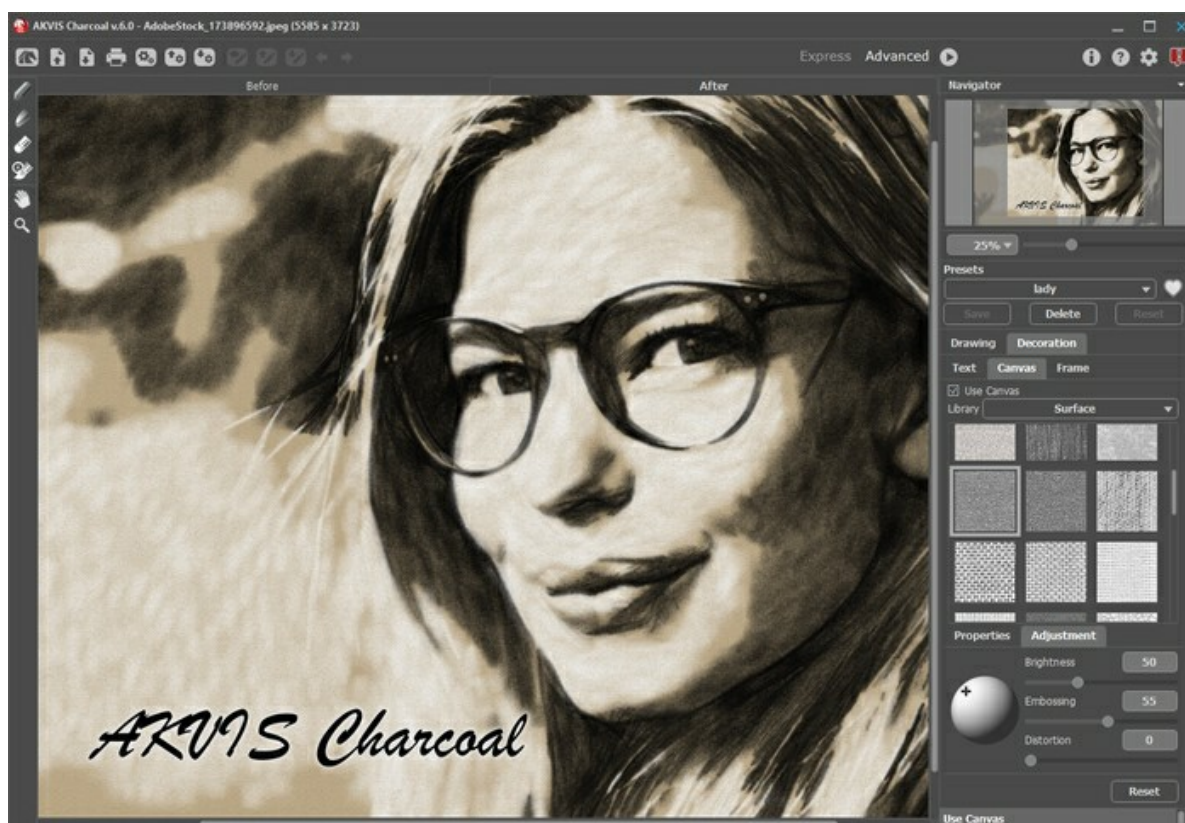 AKVIS Charcoal v.6.0 - AdobeStock_173896592.jpeg (5585 x 3723)
Express Advanced
Before After
Navigator
AKVIS Charcoal
25%
Presets
lady
Save Delete Reset
Drawing Decoration
Text Canvas Frame
Use Canvas
Library Surface
Properties Adjustment
Brightness 50
Embossing 55
Distortion 0
AKVIS Charcoal
Reset
Use Canvas